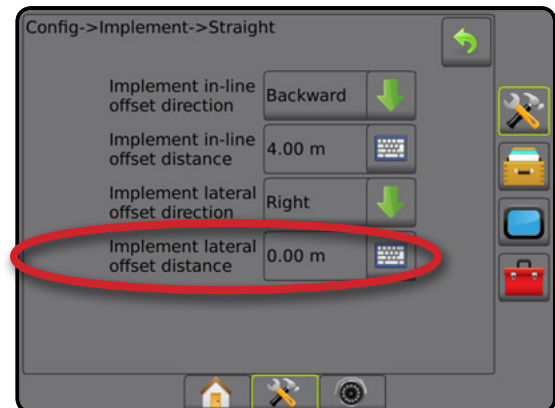 Config->Implement->Straight
Implement in-line
offset direction
Backward
Implement in-line
offset distance
4.00 m
Implement lateral
offset direction
Right
Implement lateral
offset distance
0.00 m